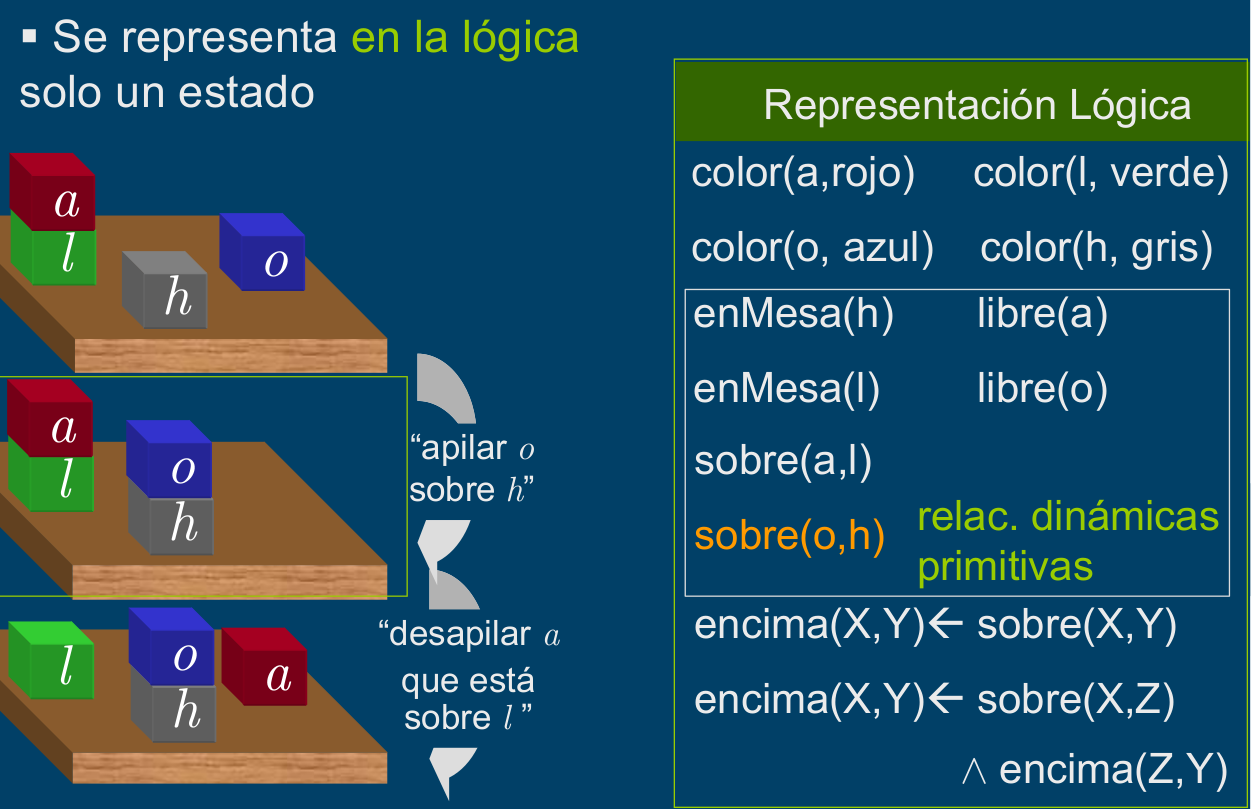 ▪ Se representa en la lógica
solo un estado
a
l
h
o
a
l
o
h
“apilar o
sobre h”
l
o
h
a
“desapilar a
que está
sobre l ”
Representación Lógica
color(a,rojo) color(l, verde)
color(o, azul) color(h, gris)
enMesa(h) libre(a)
enMesa(l) libre(o)
sobre(a,l)
sobre(o,h) relac. dinámicas
primitivas
encima(X,Y)← sobre(X,Y)
encima(X,Y)← sobre(X,Z)
∧ encima(Z,Y)